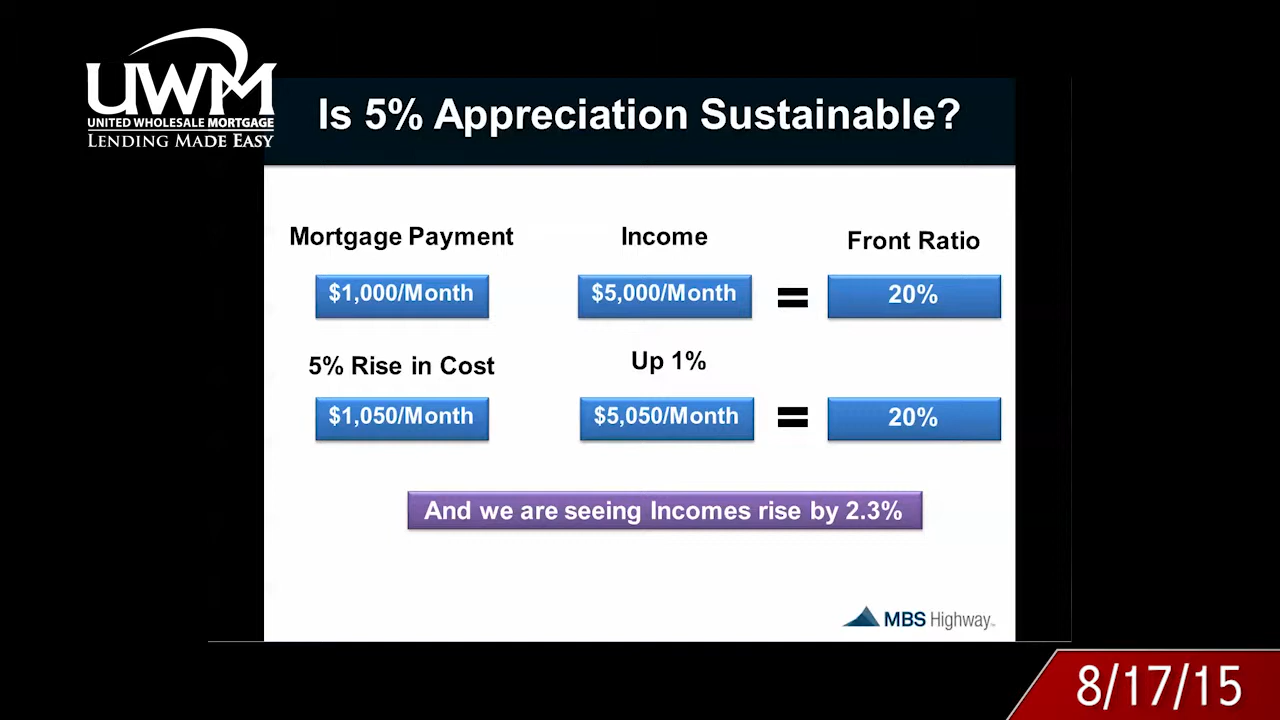 UWM
UNITED WHOLESALE MORTGAGE
LENDING MADE EASY
Is 5% Appreciation Sustainable?
Mortgage Payment Income Front Ratio
$1,000/Month $5,000/Month = 20%
5% Rise in Cost Up 1%
$1,050/Month $5,050/Month = 20%
And we are seeing Incomes rise by 2.3%
MBS Highway™
8/17/15